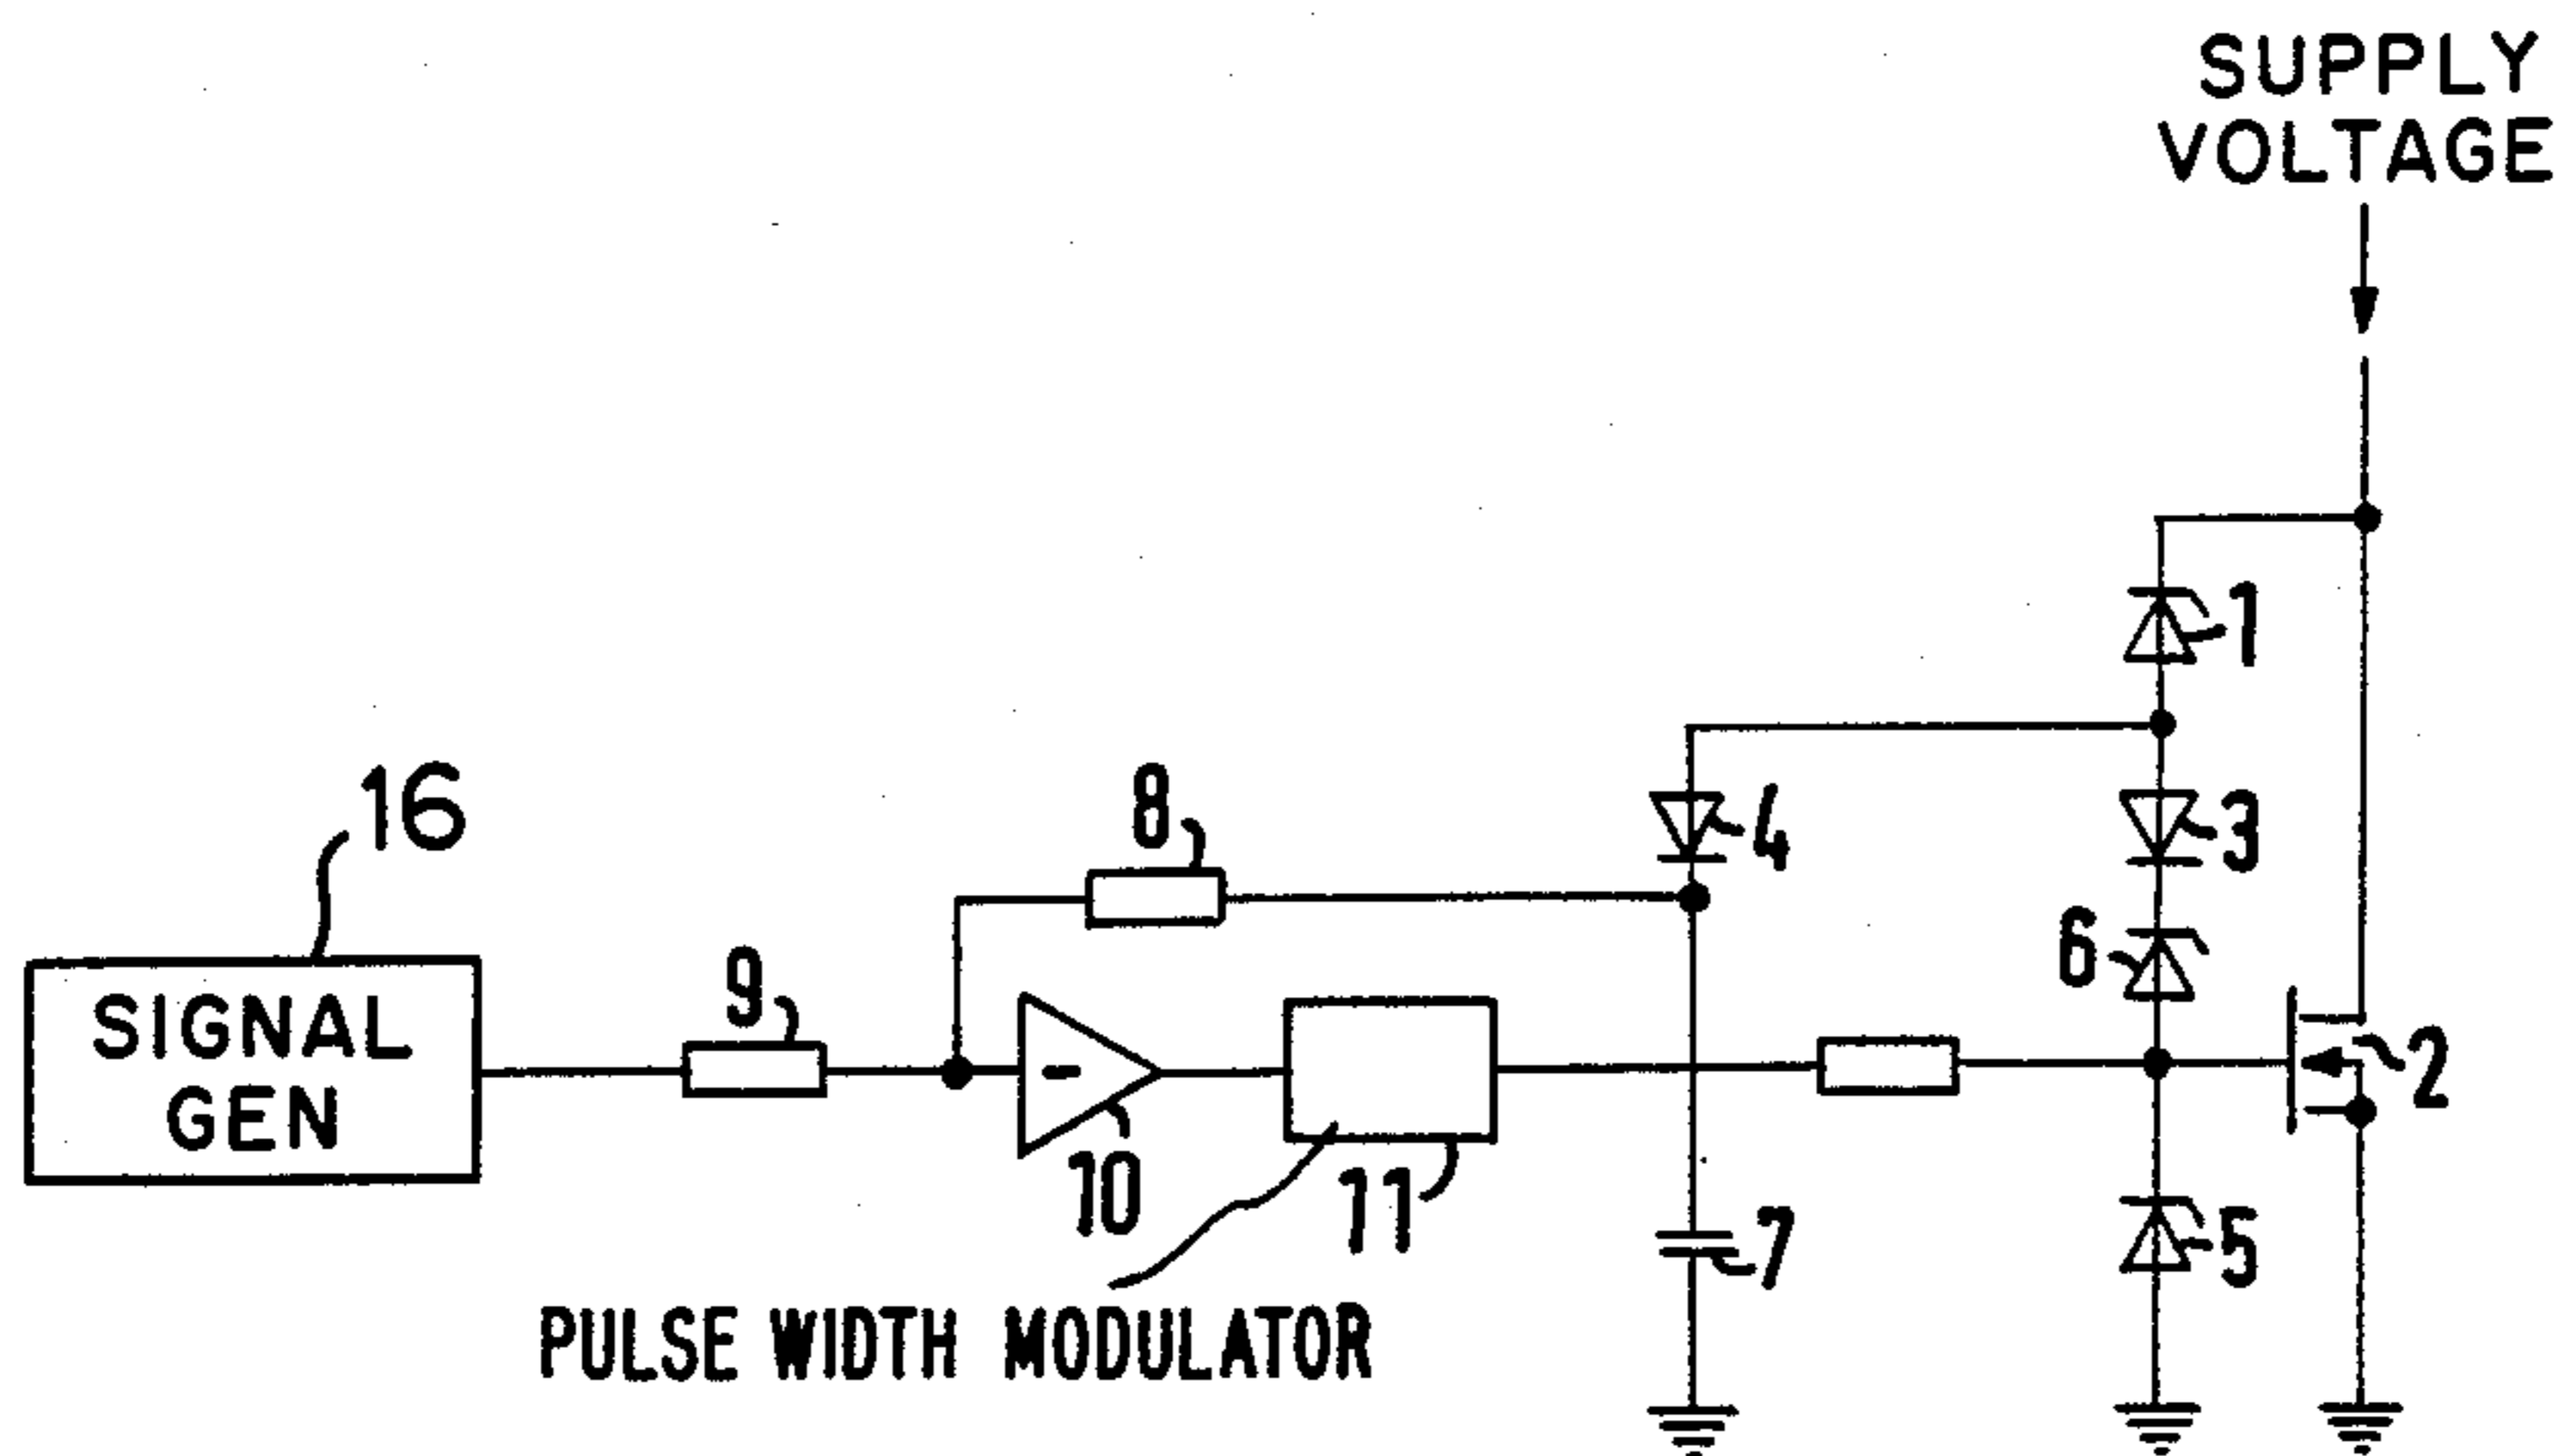 SUPPLY
VOLTAGE
1
16
8
4
3
9
6
2
SIGNAL
GEN
10
11
7
5
PULSE WIDTH MODULATOR